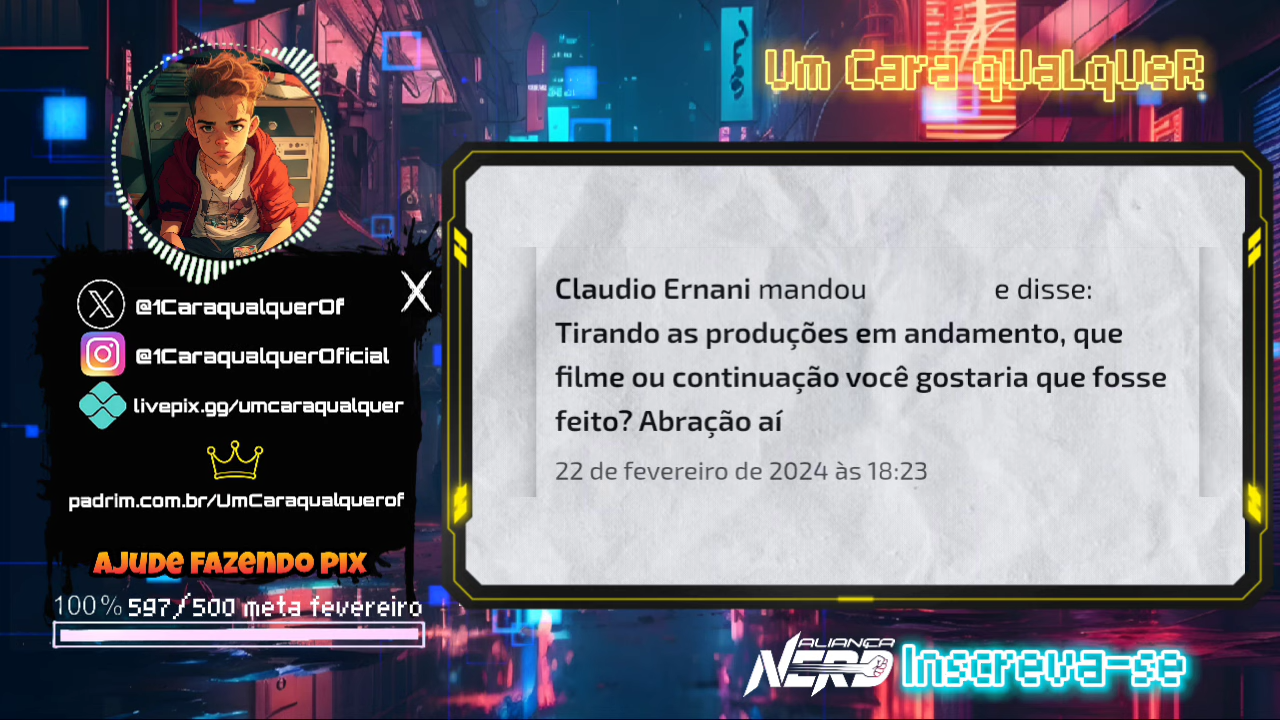 Um Cara qUaLqUeR
@1CaraqualquerOf
@1CaraqualquerOficial
livepix.gg/umcaraqualquer
padrim.com.br/UmCaraqualquerof
AJUDE FAZENDO PIX
100% 597/500 meta fevereiro
Claudio Ernani mandou e disse:
Tirando as produções em andamento, que
filme ou continuação você gostaria que fosse
feito? Abração aí
22 de fevereiro de 2024 às 18:23
ALIANÇA
NERD
Inscreva-se